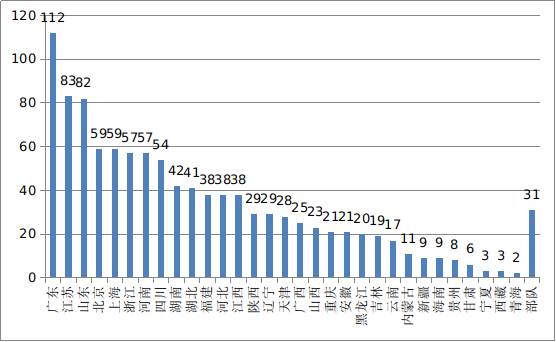 120
100
80
60
40
20
0
112
83
82
59
59
57
57
54
42
41
38
38
38
29
29
28
25
23
21
21
20
19
17
11
9
9
8
6
3
3
2
31
广东
江苏
山东
北京
上海
浙江
河南
四川
湖南
湖北
福建
河北
江西
陕西
辽宁
天津
广西
山西
重庆
安徽
黑龙江
吉林
云南
内蒙古
新疆
海南
贵州
甘肃
宁夏
西藏
青海
部队